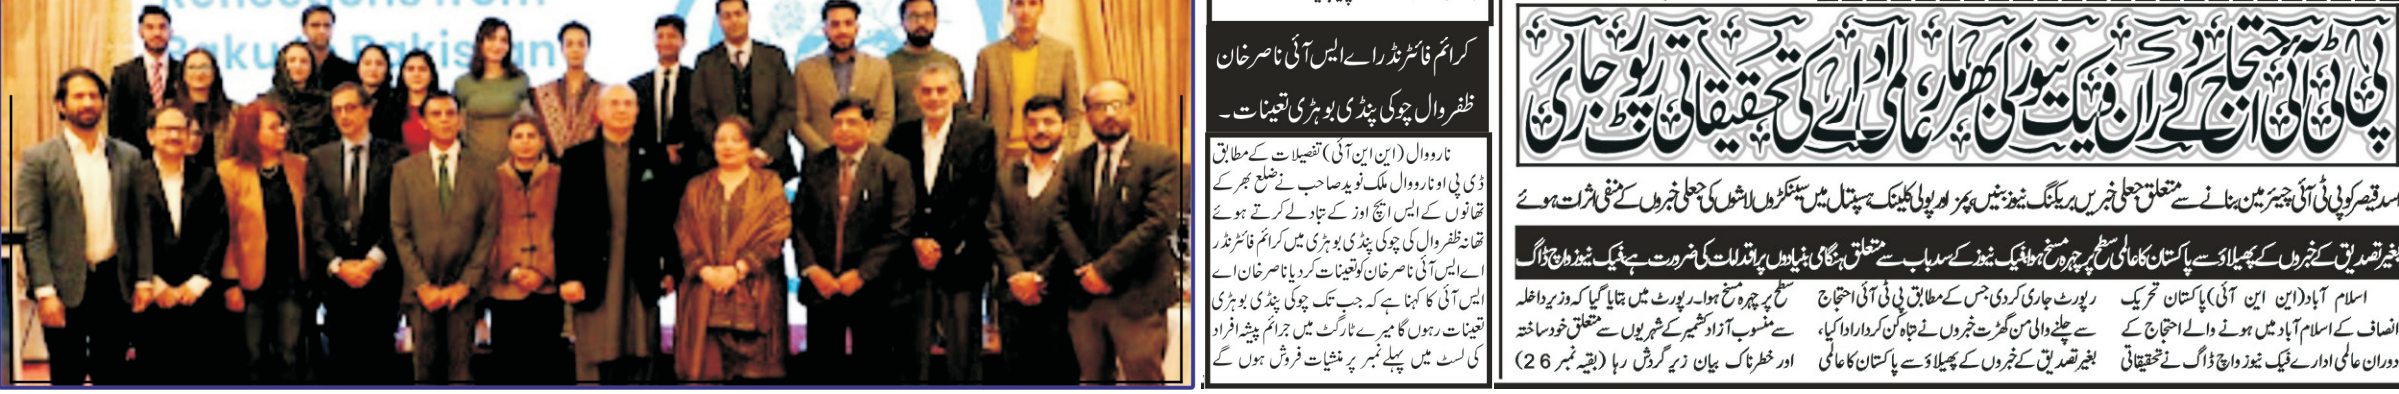 Reflections from
Baku Pakistan
کرائم فائٹرنڈر اے ایس آئی ناصر خان
ظفروال چوکی پنڈی بوہڑی تعینات۔
نارووال (این این آئی) تفصیلات کے مطابق
ڈی پی او نارووال ملک نوید صاحب نے ضلع بھر کے
تھانوں کے ایس ایچ اوز کے تبادلے کرتے ہوئے
تھانہ ظفروال کی چوکی پنڈی بوہڑی میں کرائم فائٹرنڈر
اے ایس آئی ناصر خان کو تعینات کر دیا ناصر خان اے
ایس آئی کا کہنا ہے کہ جب تک چوکی پنڈی بوہڑی
تعینات رہوں گا میرے ٹارگٹ میں جرائم پیشہ افراد
کی لسٹ میں پہلے نمبر پر منشیات فروش ہوں گے
پی ٹی آئی احتجاج کے دوران فیک نیوز کی بھرمار، عالمی ادارے کی تحقیقاتی رپورٹ جاری
اسد قیصر کو پی ٹی آئی چیئرمین بنانے سے متعلق جعلی خبریں بریکنگ نیوز بنیں، پمز اور پولی کلینک ہسپتال میں سینکڑوں لاشوں کی جعلی خبروں کے منفی اثرات ہوئے
بغیر تصدیق کے خبروں کے پھیلاؤ سے پاکستان کا عالمی سطح پر چہرہ مسخ ہوا، فیک نیوز کے سدباب سے متعلق ہنگامی بنیادوں پر اقدامات کی ضرورت ہے، فیک نیوز واچ ڈاگ
اسلام آباد (این این آئی) پاکستان تحریک
انصاف کے اسلام آباد میں ہونے والے احتجاج کے
دوران عالمی ادارے فیک نیوز واچ ڈاگ نے تحقیقاتی
رپورٹ جاری کر دی جس کے مطابق پی ٹی آئی احتجاج
سے چلنے والی من گھڑت خبروں نے تباہ کن کردار ادا کیا،
بغیر تصدیق کے خبروں کے پھیلاؤ سے پاکستان کا عالمی
سطح پر چہرہ مسخ ہوا۔ رپورٹ میں بتایا گیا کہ وزیر داخلہ
سے منسوب آزاد کشمیر کے شہریوں سے متعلق خود ساختہ
اور خطرناک بیان زیر گردش رہا (بقیہ نمبر 26)